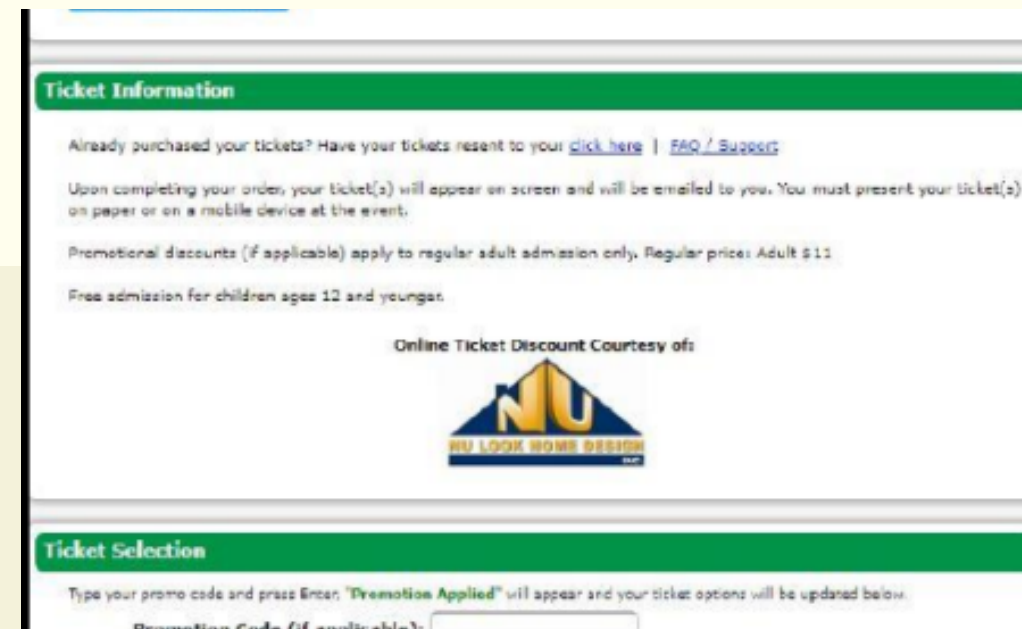 Ticket Information
Already purchased your tickets? Have your tickets resent to your click here | FAQ / Support
Upon completing your order, your ticket(s) will appear on screen and will be emailed to you. You must present your ticket(s)
on paper or on a mobile device at the event.
Promotional discounts (if applicable) apply to regular adult admission only. Regular price: Adult $11
Free admission for children ages 12 and younger.
Online Ticket Discount Courtesy of:
NU
NU LOOK HOME DESIGN
Ticket Selection
Type your promo code and press Enter, "Promotion Applied" will appear and your ticket options will be updated below.
Promotion Code (if applicable):